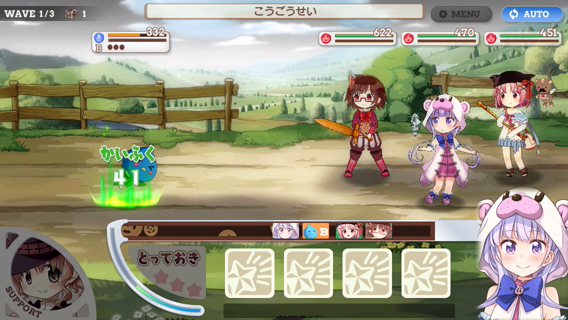 WAVE 1/3 1
こうごうせい
MENU
AUTO
332
B
622
470
451
かいふく
41
B
とっておき
SUPPORT